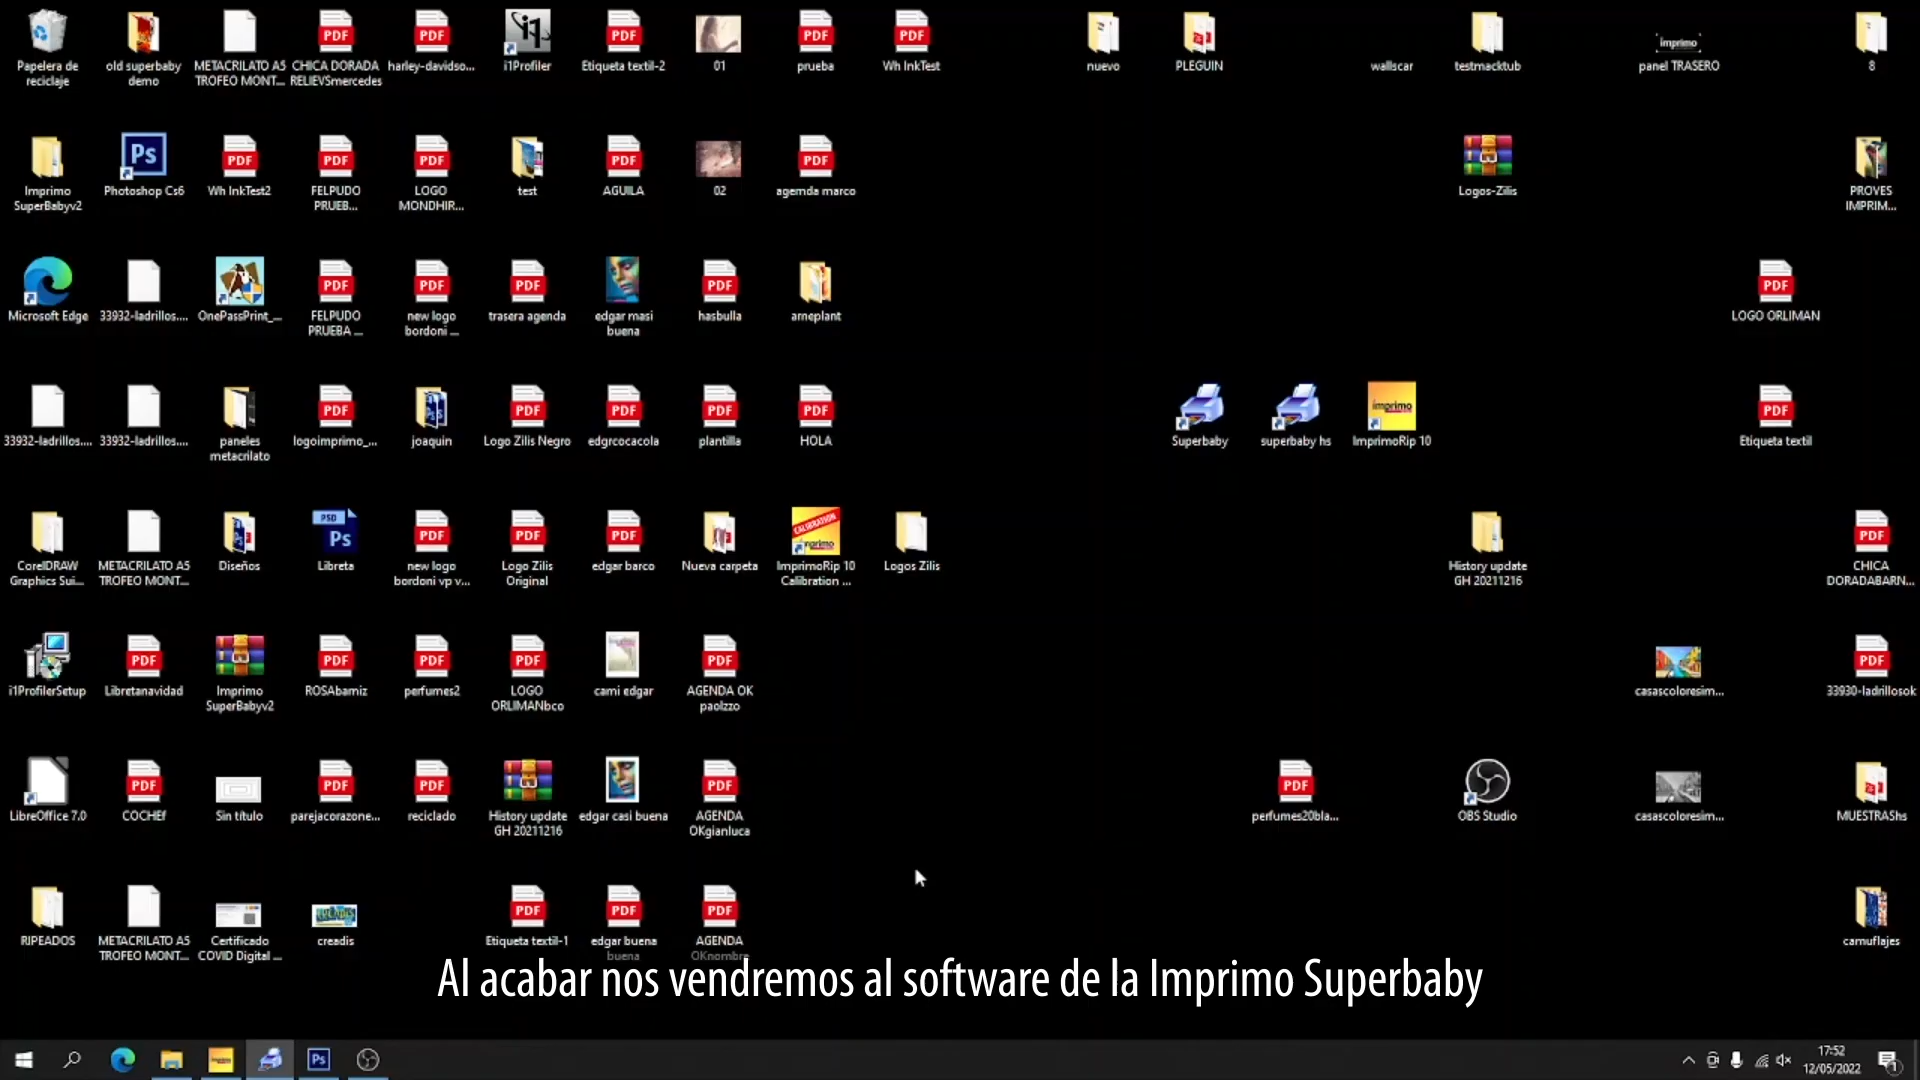 Papelera de
reciclaje
old superbaby
demo
METACRILATO A5
TROFEO MONT...
CHICA DORADA
RELIEVSmercedes
harley-davidso...
i1Profiler
Etiqueta textil-2
01
prueba
Wh InkTest
nuevo
PLEGUIN
wallscar
testmacktub
panel TRASERO
8
Imprimo
SuperBabyv2
Photoshop Cs6
Wh InkTest2
FELPUDO
PRUEB...
LOGO
MONDHIR...
test
AGUILA
02
agemda marco
Logos-Zilis
PROVES
IMPRIM...
Microsoft Edge
33932-ladrillos....
OnePassPrint_...
FELPUDO
PRUEBA ...
new logo
bordoni ...
trasera agenda
edgar masi
buena
hasbulla
arneplant
LOGO ORLIMAN
33932-ladrillos....
33932-ladrillos....
paneles
metacrilato
logoimprimo_...
joaquin
Logo Zilis Negro
edgrcocacola
plantilla
HOLA
Superbaby
superbaby hs
ImprimoRip 10
Etiqueta textil
CorelDRAW
Graphics Sui...
METACRILATO A5
TROFEO MONT...
Diseños
Libreta
new logo
bordoni vp v...
Logo Zilis
Original
edgar barco
Nueva carpeta
ImprimoRip 10
Calibration ...
Logos Zilis
History update
GH 20211216
CHICA
DORADABARN...
i1ProfilerSetup
Libretanavidad
Imprimo
SuperBabyv2
ROSAbarniz
perfumes2
LOGO
ORLIMANbco
cami edgar
AGENDA OK
paolzzo
casascoloresim...
33930-ladrillosok
LibreOffice 7.0
COCHEf
Sin título
parejacorazone...
reciclado
History update
GH 20211216
edgar casi buena
AGENDA
OKgianluca
perfumes20bla...
OBS Studio
casascoloresim...
MUESTRAShs
RIPEADOS
METACRILATO A5
TROFEO MONT...
Certificado
COVID Digital ...
creadis
Etiqueta textil-1
edgar buena
buena
AGENDA
OKnombre
camuflajes
Al acabar nos vendremos al software de la Imprimo Superbaby
17:52
12/05/2022